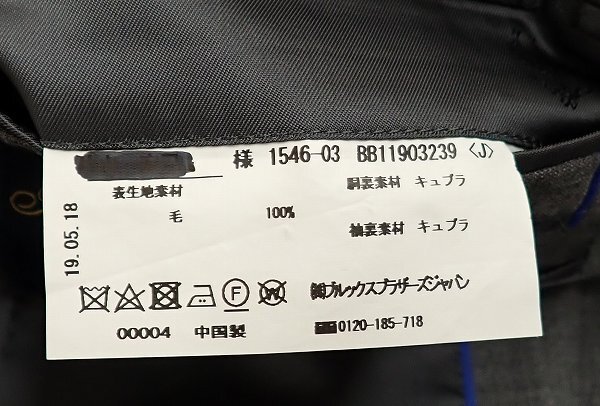 様 1546-03 BB11903239 〈J〉
表生地素材
毛 100%
胴裏素材 キュプラ
袖裏素材 キュプラ
19.05.18
F W
㈱ブルックスブラザーズジャパン
00004 中国製
0120-185-718